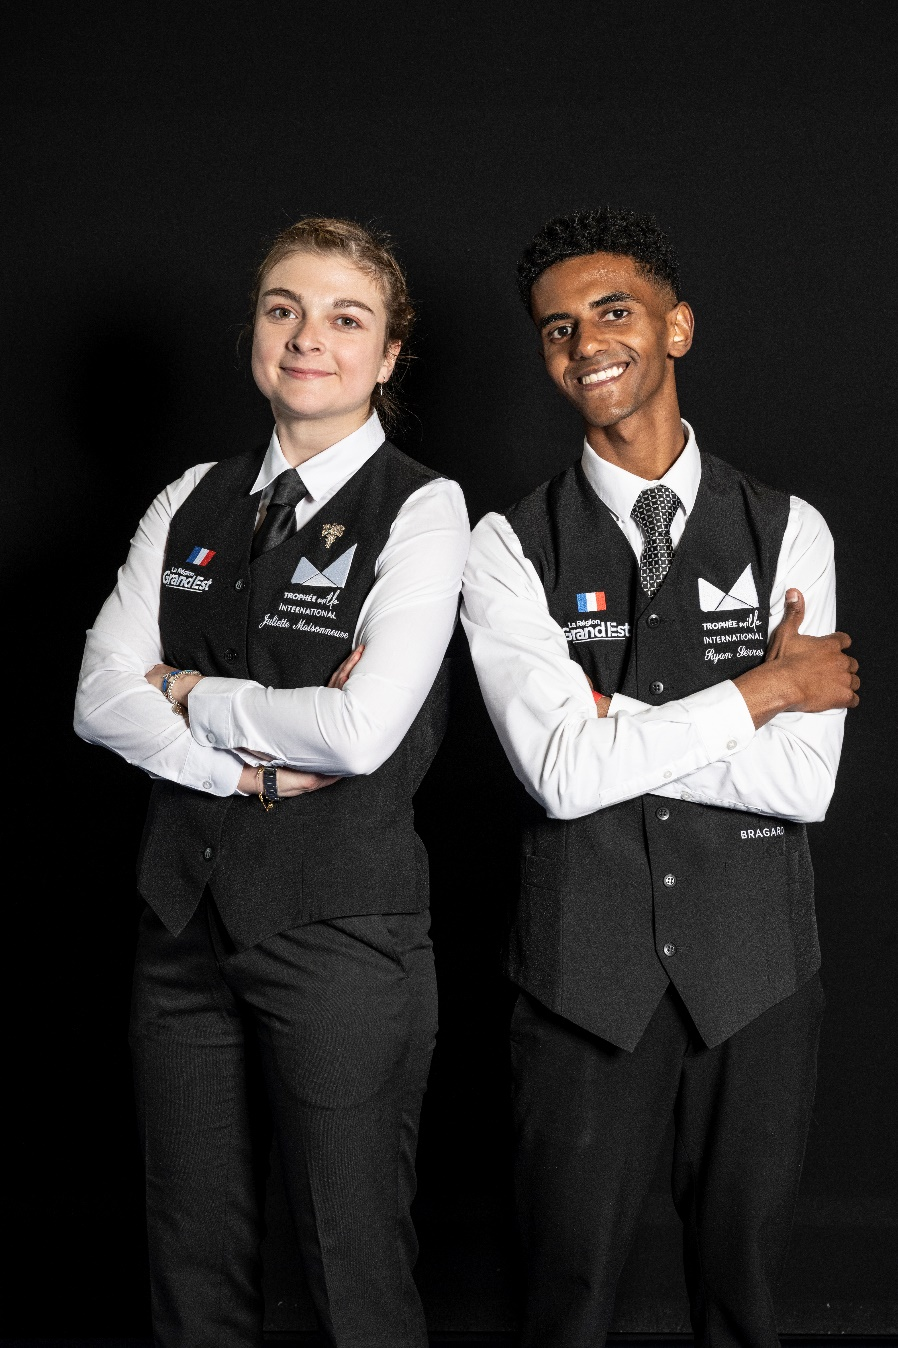 La Région
Grand Est
TROPHÉE mille
INTERNATIONAL
Juliette Maisonneuve
La Région
Grand Est
TROPHÉE mille
INTERNATIONAL
Ryan Serres
BRAGARD